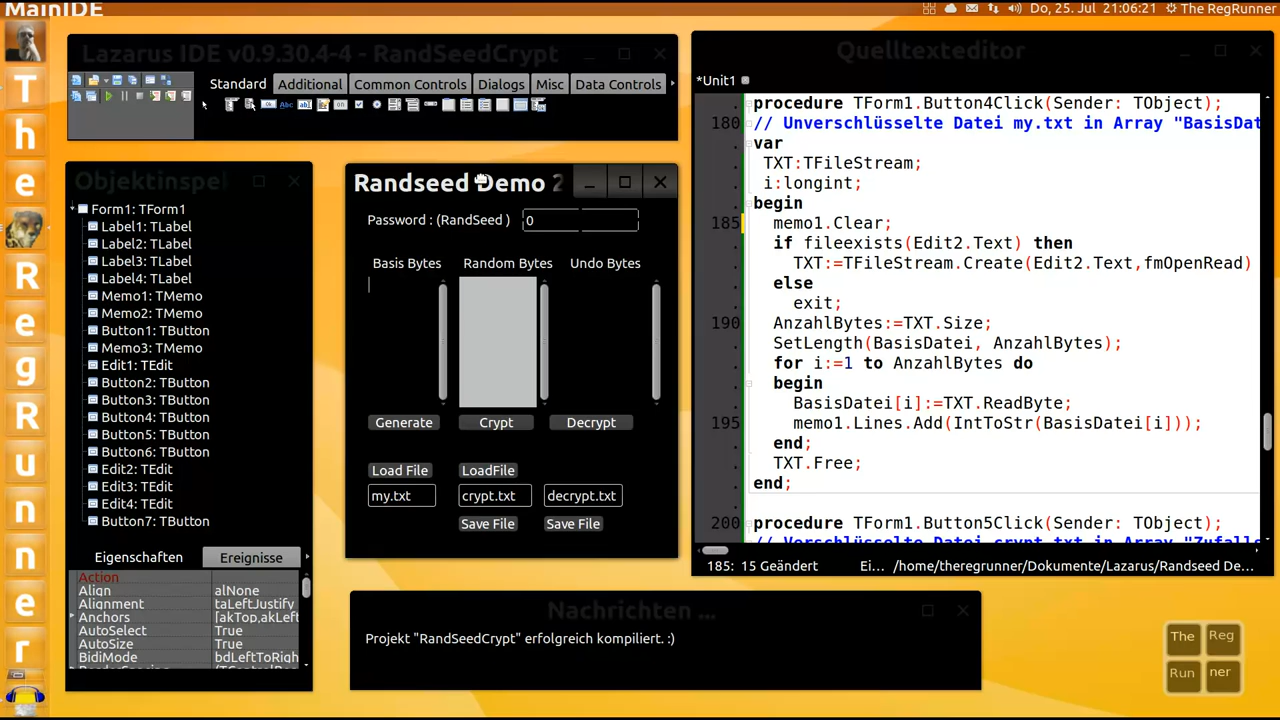 MainIDE
Do, 25. Jul 21:06:21
The RegRunner
T
h
e
R
e
g
R
u
n
n
e
r
Lazarus IDE v0.9.30.4-4 - RandSeedCrypt
Standard
Additional
Common Controls
Dialogs
Misc
Data Controls
Objektinspe
Form1: TForm1
Label1: TLabel
Label2: TLabel
Label3: TLabel
Label4: TLabel
Memo1: TMemo
Memo2: TMemo
Button1: TButton
Memo3: TMemo
Edit1: TEdit
Button2: TButton
Button3: TButton
Button4: TButton
Button5: TButton
Button6: TButton
Edit2: TEdit
Edit3: TEdit
Edit4: TEdit
Button7: TButton
Eigenschaften
Ereignisse
Action
Align alNone
Alignment taLeftJustify
Anchors [akTop,akLeft
AutoSelect True
AutoSize True
BidiMode bdLeftToRigh
Randseed Demo 2
Password : (RandSeed )
0
Basis Bytes
Random Bytes
Undo Bytes
Generate
Crypt
Decrypt
Load File
LoadFile
my.txt
crypt.txt
decrypt.txt
Save File
Save File
Quelltexteditor
*Unit1
procedure TForm1.Button4Click(Sender: TObject);
180 // Unverschlüsselte Datei my.txt in Array "BasisDat
var
TXT:TFileStream;
i:longint;
begin
185 memo1.Clear;
if fileexists(Edit2.Text) then
TXT:=TFileStream.Create(Edit2.Text,fmOpenRead)
else
exit;
190 AnzahlBytes:=TXT.Size;
SetLength(BasisDatei, AnzahlBytes);
for i:=1 to AnzahlBytes do
begin
BasisDatei[i]:=TXT.ReadByte;
195 memo1.Lines.Add(IntToStr(BasisDatei[i]));
end;
TXT.Free;
end;
200 procedure TForm1.Button5Click(Sender: TObject);
// Verschlüsselte Datei crypt.txt in Array "Zufalls
185: 15 Geändert
Ei... /home/theregrunner/Dokumente/Lazarus/Randseed De...
Nachrichten ...
Projekt "RandSeedCrypt" erfolgreich kompiliert. :)
The
Reg
Run
ner